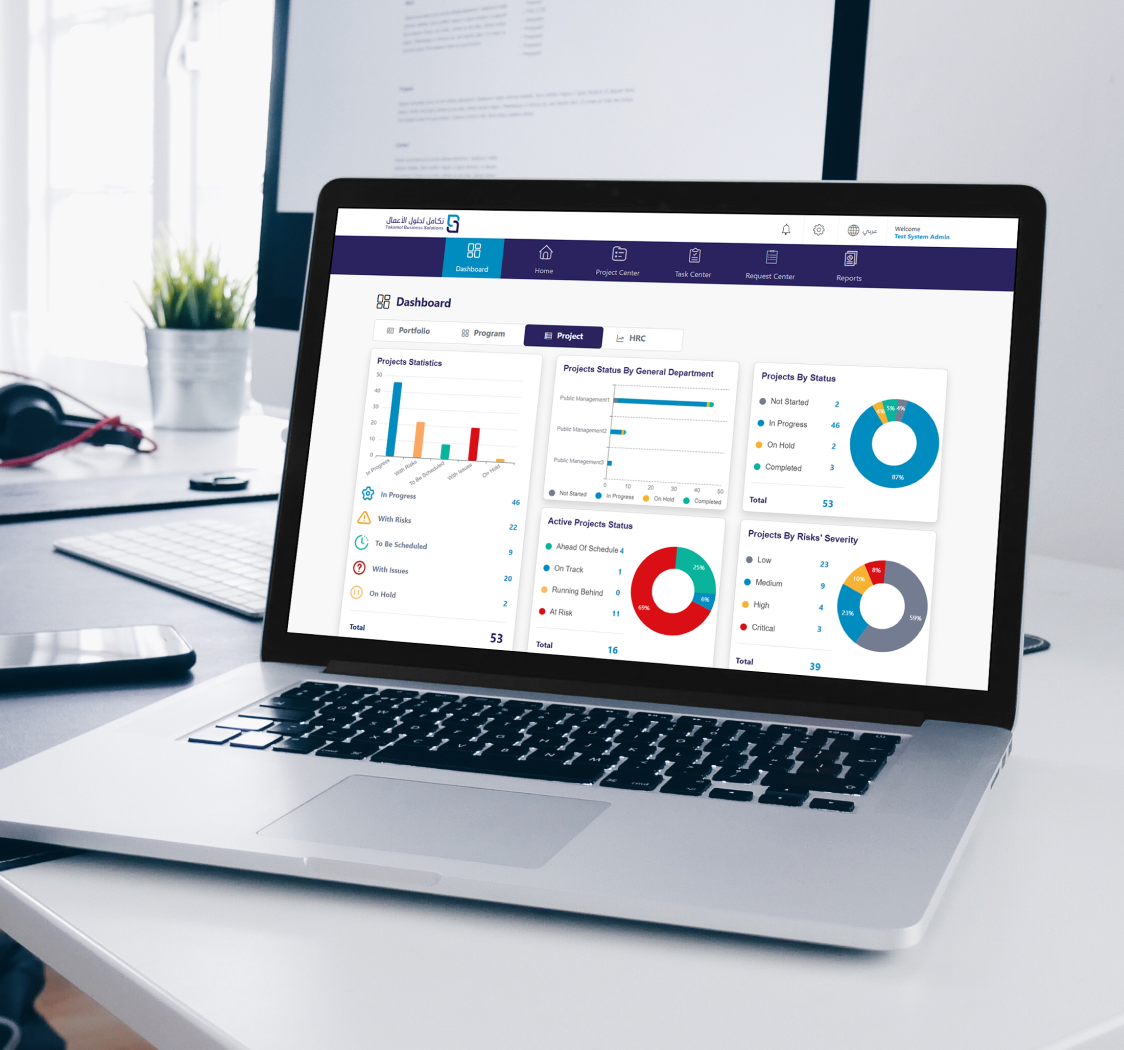 تكامل لحلول الأعمال
Takamol Business Solutions
عربي
Welcome
Test System Admin
Dashboard
Home
Project Center
Task Center
Request Center
Reports
Dashboard
Portfolio
Program
Project
HRC
Projects Statistics
50
40
30
20
10
0
In Progress
With Risks
To Be Scheduled
With Issues
On Hold
In Progress 46
With Risks 22
To Be Scheduled 9
With Issues 20
On Hold 2
Total 53
Projects Status By General Department
Public Management1
Public Management2
Public Management3
0 10 20 30 40 50
Not Started In Progress On Hold Completed
Projects By Status
Not Started 2
In Progress 46
On Hold 2
Completed 3
Total 53
4% 5% 4%
87%
Active Projects Status
Ahead Of Schedule 4
On Track 1
Running Behind 0
At Risk 11
Total 16
25%
6%
69%
Projects By Risks' Severity
Low 23
Medium 9
High 4
Critical 3
Total 39
8%
10%
23%
59%